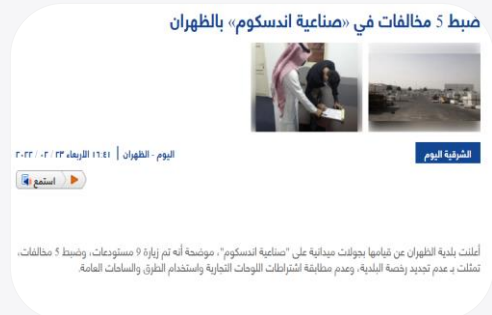 ضبط 5 مخالفات في «صناعية اندسكوم» بالظهران
الشرقية اليوم
اليوم - الظهران | ١٦:٤١ الأربعاء ٢٣ / ٠٢ / ٢٠٢٢
استمع
أعلنت بلدية الظهران عن قيامها بجولات ميدانية على "صناعية اندسكوم"، موضحة أنه تم زيارة 9 مستودعات، وضبط 5 مخالفات،
تمثلت بـ عدم تجديد رخصة البلدية، وعدم مطابقة اشتراطات اللوحات التجارية واستخدام الطرق والساحات العامة.